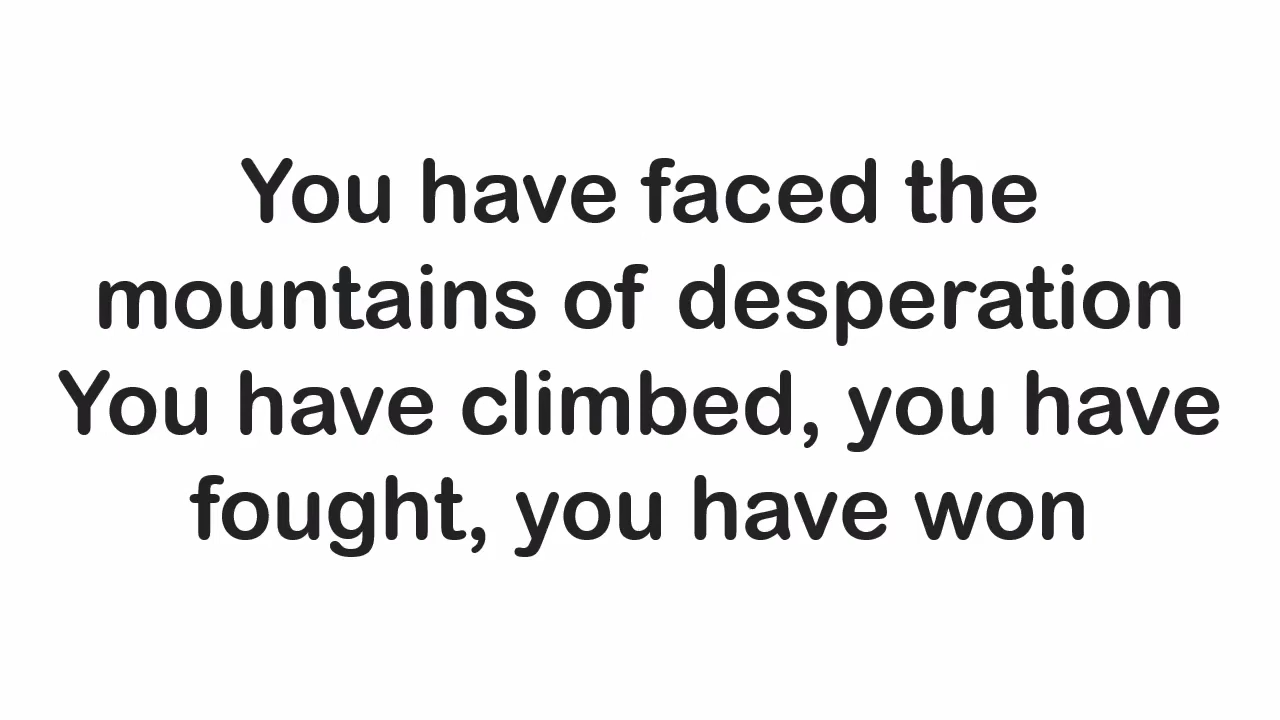 You have faced the
mountains of desperation
You have climbed, you have
fought, you have won